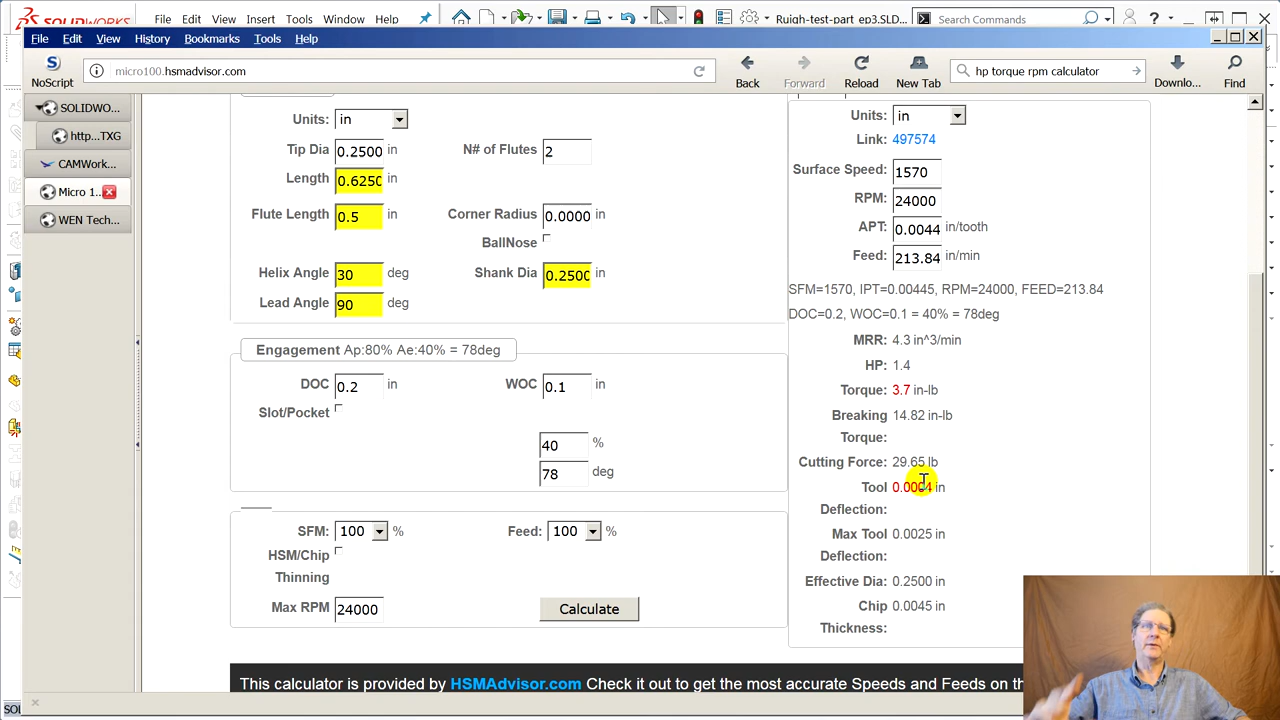 SOLIDWORKS File Edit View Insert Tools Window Ruiah-test-part ep3.SLD... Search Commands ?
File Edit View History Bookmarks Tools Help
NoScript micro100.hsmadvisor.com hp torque rpm calculator
Back Forward Reload New Tab Downlo... Find
SOLIDWO...
http...TXG
CAMWork...
Micro 1...
WEN Tech...
Units: in
Tip Dia 0.2500 in N# of Flutes 2
Length 0.6250 in
Flute Length 0.5 in Corner Radius 0.0000 in
BallNose
Helix Angle 30 deg Shank Dia 0.2500 in
Lead Angle 90 deg
Engagement Ap:80% Ae:40% = 78deg
DOC 0.2 in WOC 0.1 in
Slot/Pocket
40 %
78 deg
SFM: 100 % Feed: 100 %
HSM/Chip
Thinning
Max RPM 24000 Calculate
Units: in
Link: 497574
Surface Speed: 1570
RPM: 24000
APT: 0.0044 in/tooth
Feed: 213.84 in/min
SFM=1570, IPT=0.00445, RPM=24000, FEED=213.84
DOC=0.2, WOC=0.1 = 40% = 78deg
MRR: 4.3 in^3/min
HP: 1.4
Torque: 3.7 in-lb
Breaking 14.82 in-lb
Torque:
Cutting Force: 29.65 lb
Tool 0.0004 in
Deflection:
Max Tool 0.0025 in
Deflection:
Effective Dia: 0.2500 in
Chip 0.0045 in
Thickness:
This calculator is provided by HSMAdvisor.com Check it out to get the most accurate Speeds and Feeds on th